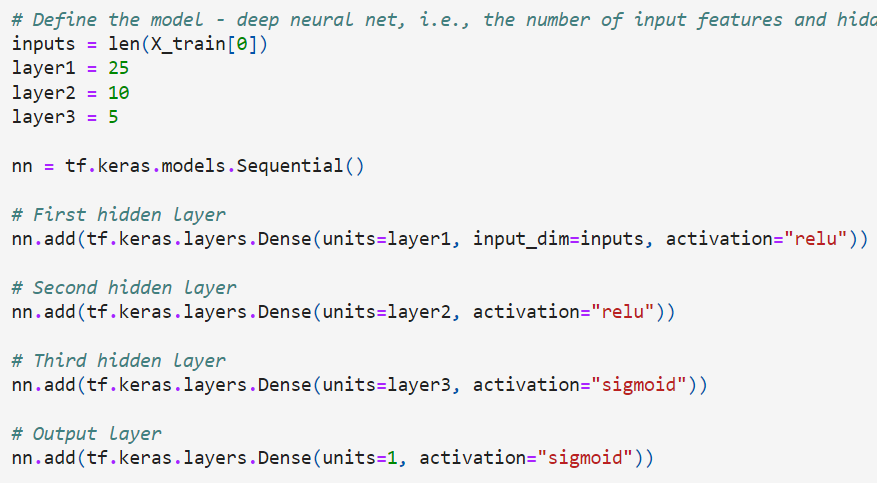 # Define the model - deep neural net, i.e., the number of input features and hidd
inputs = len(X_train[0])
layer1 = 25
layer2 = 10
layer3 = 5
nn = tf.keras.models.Sequential()
# First hidden layer
nn.add(tf.keras.layers.Dense(units=layer1, input_dim=inputs, activation="relu"))
# Second hidden layer
nn.add(tf.keras.layers.Dense(units=layer2, activation="relu"))
# Third hidden layer
nn.add(tf.keras.layers.Dense(units=layer3, activation="sigmoid"))
# Output layer
nn.add(tf.keras.layers.Dense(units=1, activation="sigmoid"))